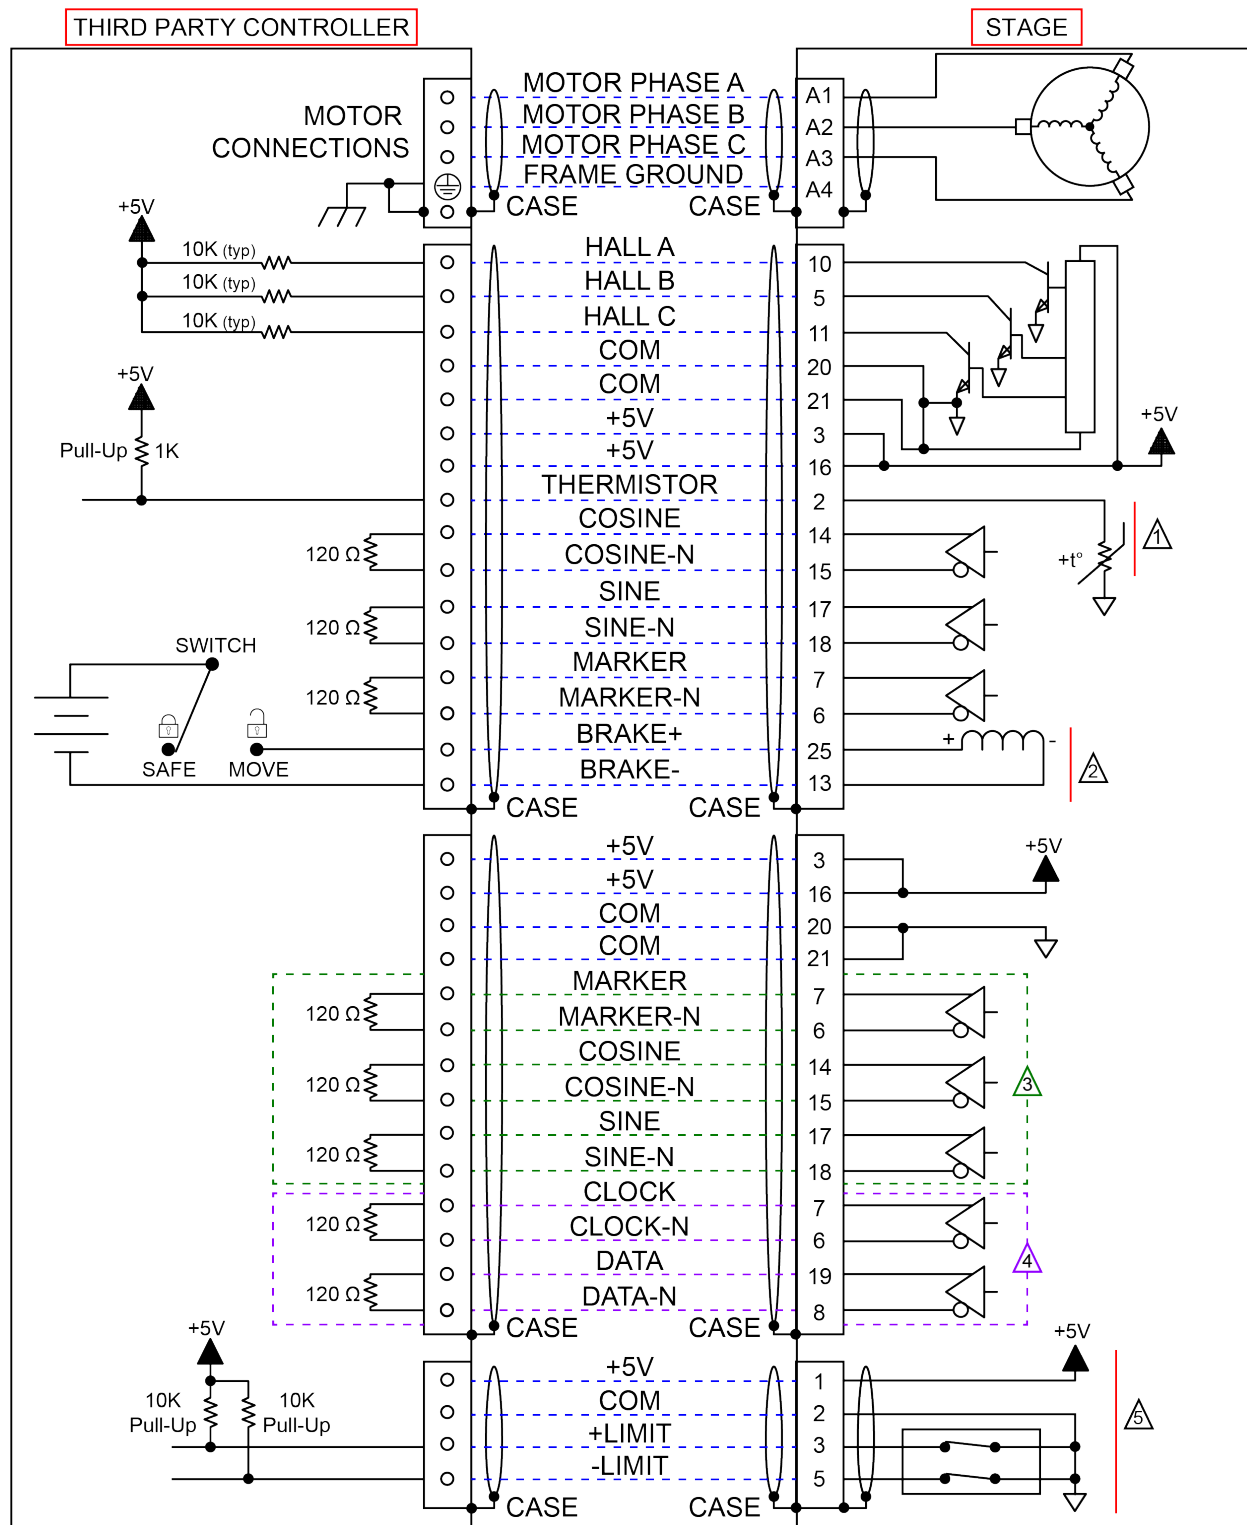 THIRD PARTY CONTROLLER
STAGE
MOTOR CONNECTIONS
MOTOR PHASE A
A1
MOTOR PHASE B
A2
MOTOR PHASE C
A3
FRAME GROUND
A4
CASE
CASE
+5V
10K (typ)
HALL A
10
10K (typ)
HALL B
5
10K (typ)
HALL C
11
COM
20
+5V
COM
21
+5V
3
+5V
Pull-Up 1K
+5V
16
THERMISTOR
2
COSINE
14
120 Ω
COSINE-N
15
+t°
1
SINE
17
120 Ω
SINE-N
18
SWITCH
MARKER
7
120 Ω
MARKER-N
6
BRAKE+
25
+
-
SAFE
MOVE
BRAKE-
13
2
CASE
CASE
+5V
3
+5V
+5V
16
COM
20
COM
21
MARKER
7
120 Ω
MARKER-N
6
COSINE
14
120 Ω
COSINE-N
15
3
SINE
17
120 Ω
SINE-N
18
CLOCK
7
120 Ω
CLOCK-N
6
DATA
19
4
120 Ω
DATA-N
8
CASE
CASE
+5V
+5V
1
+5V
10K Pull-Up
10K Pull-Up
COM
2
5
+LIMIT
3
-LIMIT
5
CASE
CASE